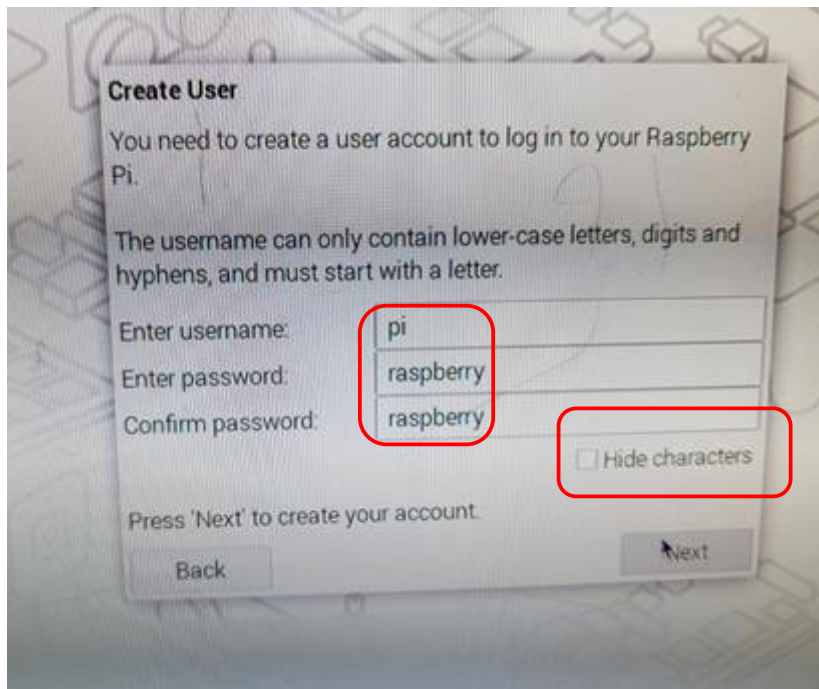 Create User
You need to create a user account to log in to your Raspberry
Pi.
The username can only contain lower-case letters, digits and
hyphens, and must start with a letter.
Enter username: pi
Enter password: raspberry
Confirm password: raspberry
Hide characters
Press 'Next' to create your account.
Back Next